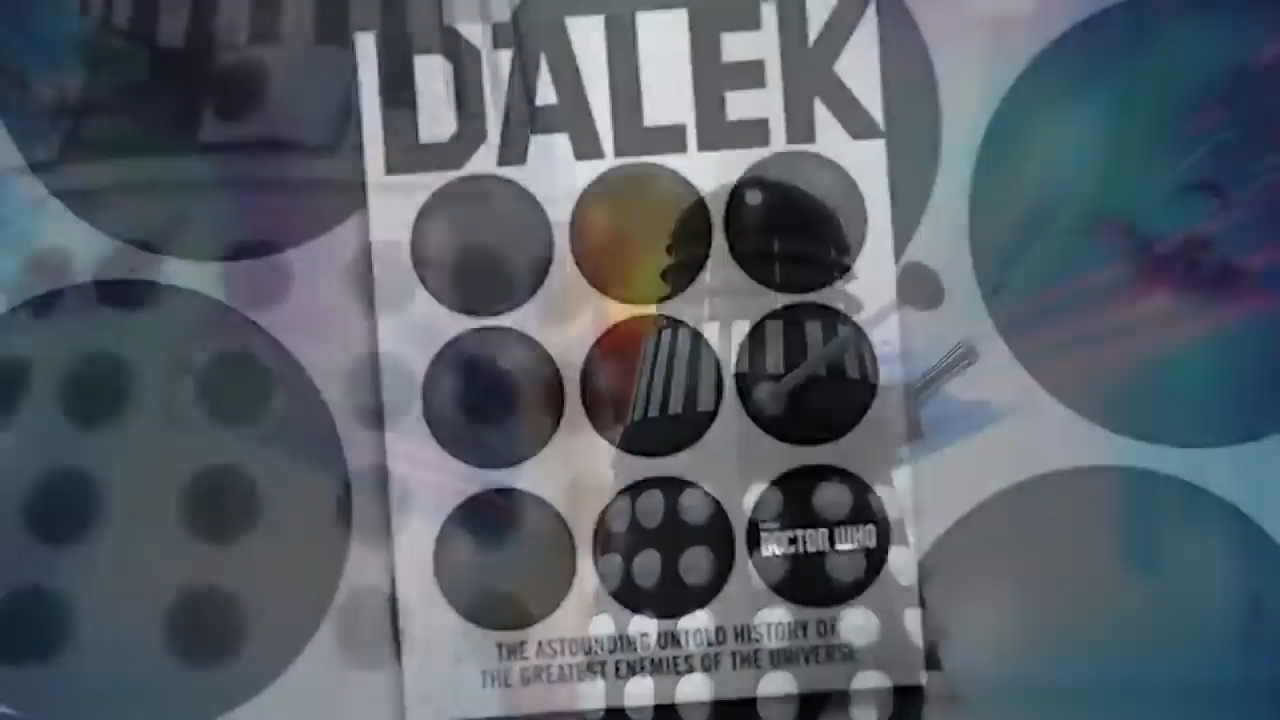 DALEK
DOCTOR WHO
THE ASTOUNDING UNTOLD HISTORY OF
THE GREATEST ENEMIES OF THE UNIVERSE